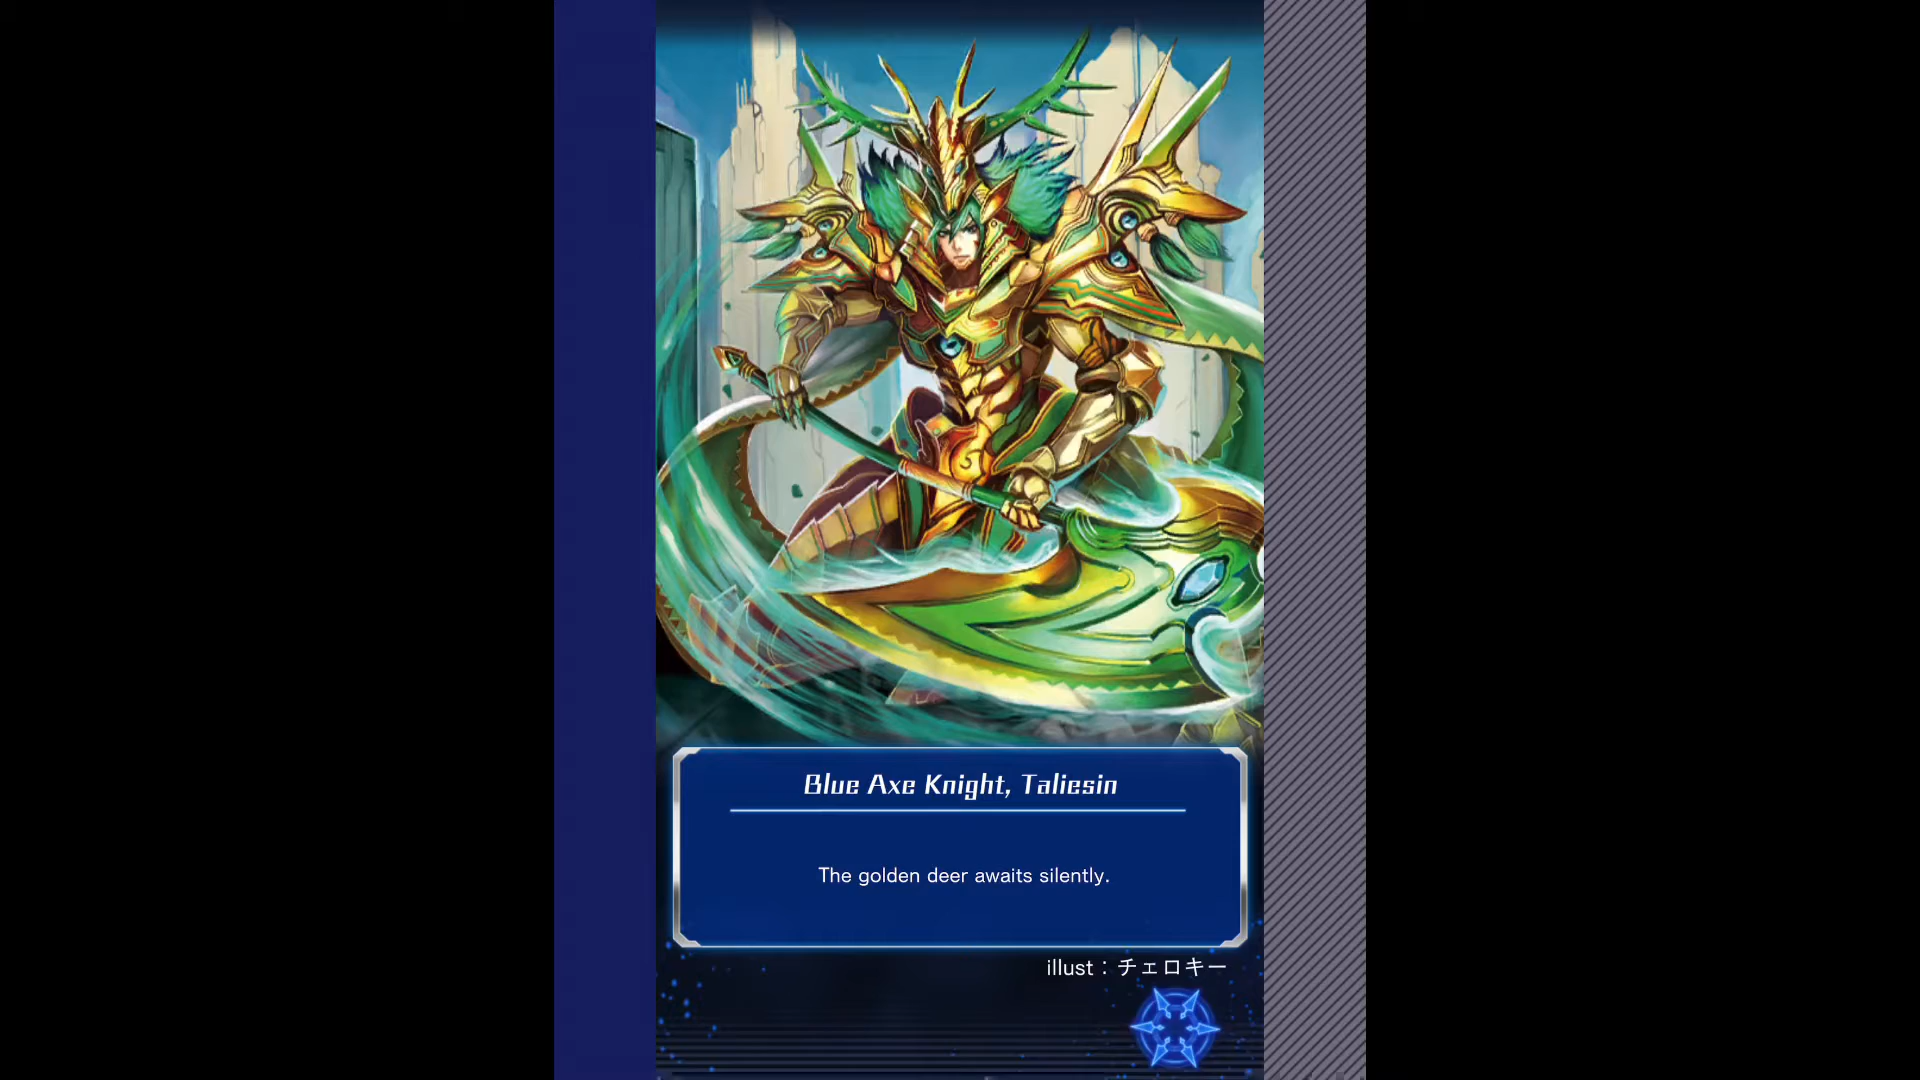 Blue Axe Knight, Taliesin
The golden deer awaits silently.
illust：チェロキー